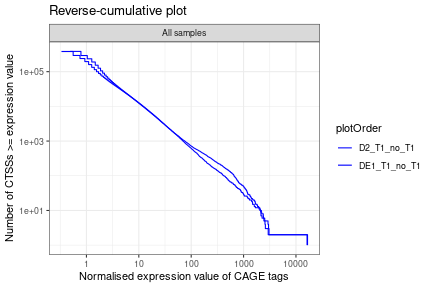 Reverse-cumulative plot
All samples
Number of CTSSs >= expression value
1e+05
1e+03
1e+01
1
10
100
1000
10000
Normalised expression value of CAGE tags
plotOrder
D2_T1_no_T1
DE1_T1_no_T1